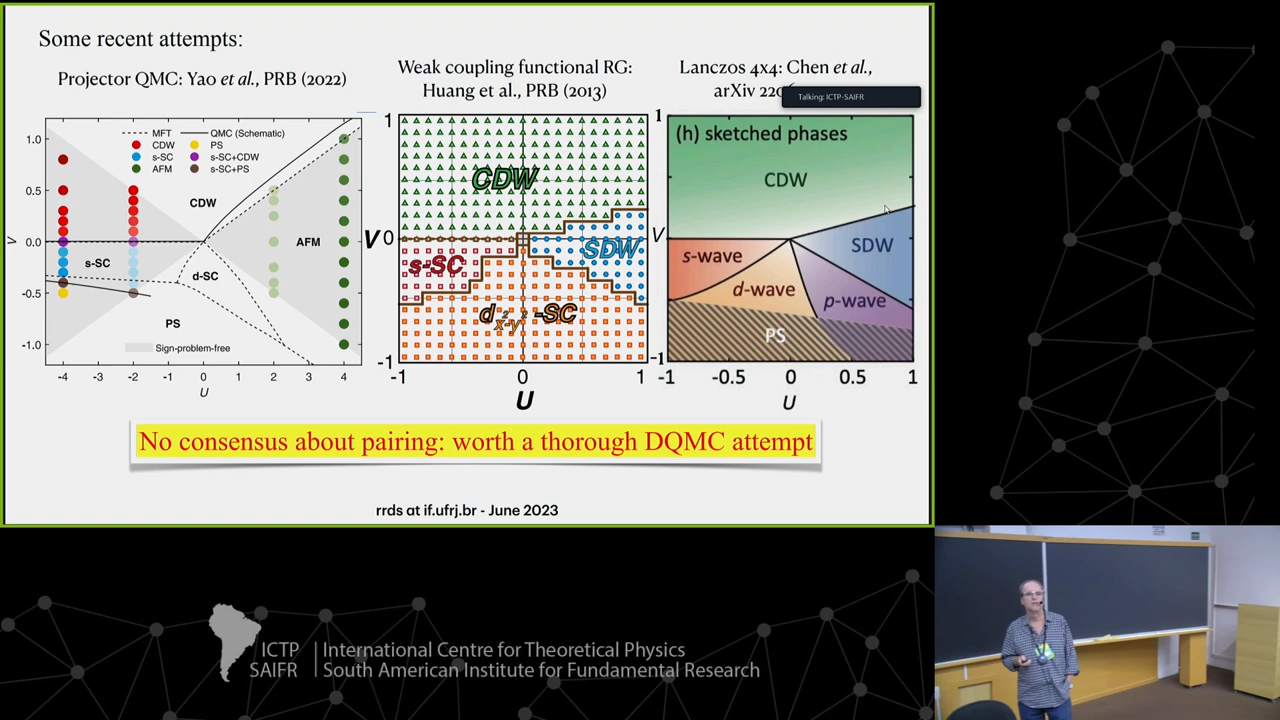 Some recent attempts:
Projector QMC: Yao et al., PRB (2022)
Weak coupling functional RG:
Huang et al., PRB (2013)
Lanczos 4x4: Chen et al.,
arXiv 220
Talking: ICTP-SAIFR
1.0
0.5
0.0
-0.5
-1.0
V
MFT
QMC (Schematic)
CDW
PS
s-SC
s-SC+CDW
AFM
s-SC+PS
CDW
AFM
s-SC
d-SC
PS
Sign-problem-free
-4 -3 -2 -1 0 1 2 3 4
U
1
V 0
-1
CDW
s-SC
SDW
dx²-y²-SC
-1 0 1
U
1
V
-1
(h) sketched phases
CDW
s-wave
SDW
d-wave
p-wave
PS
-1 -0.5 0 0.5 1
U
No consensus about pairing: worth a thorough DQMC attempt
rrds at if.ufrj.br - June 2023
ICTP
SAIFR
International Centre for Theoretical Physics
South American Institute for Fundamental Research